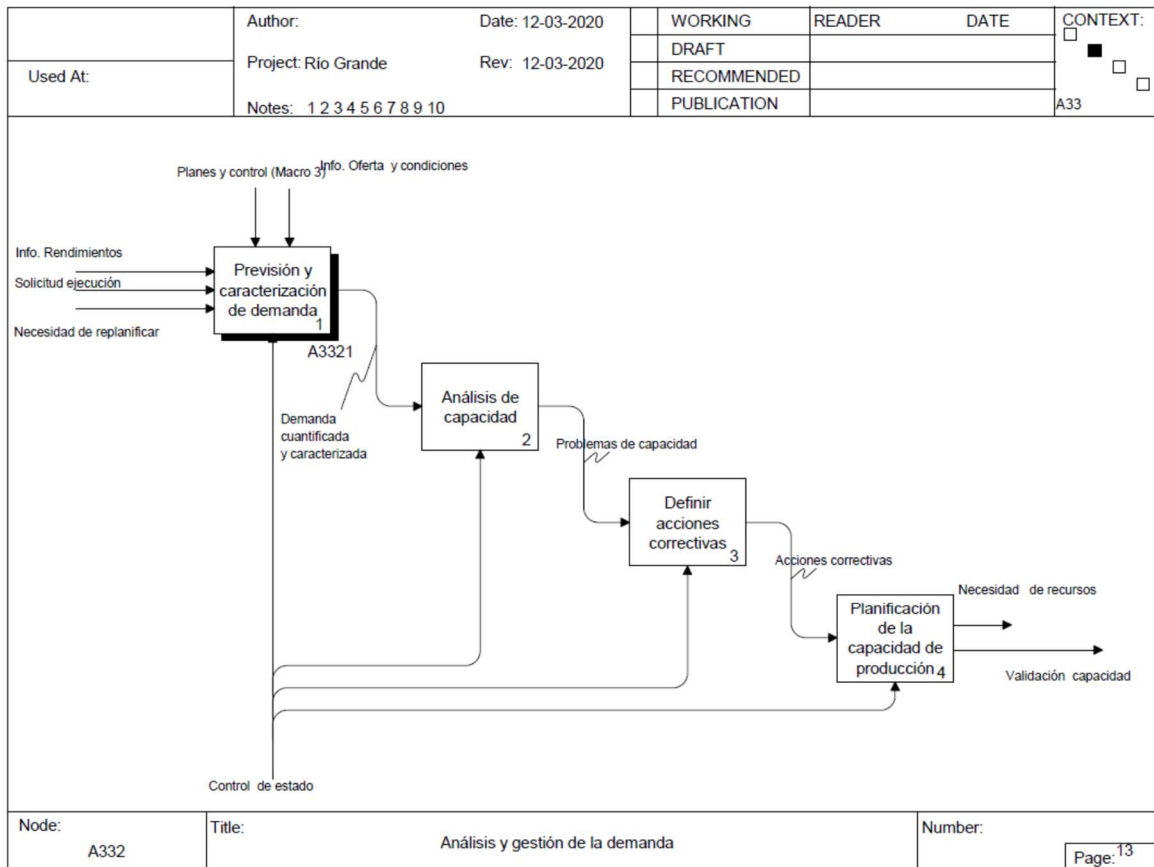 Used At:
Author:
Date: 12-03-2020
Project: Río Grande
Rev: 12-03-2020
Notes: 1 2 3 4 5 6 7 8 9 10
WORKING
DRAFT
RECOMMENDED
PUBLICATION
READER
DATE
CONTEXT:
A33
Planes y control (Macro 3)
Info. Oferta y condiciones
Info. Rendimientos
Solicitud ejecución
Necesidad de replanificar
Previsión y
caracterización
de demanda
1
A3321
Demanda
cuantificada
y caracterizada
Análisis de
capacidad
2
Problemas de capacidad
Definir
acciones
correctivas
3
Acciones correctivas
Planificación
de la
capacidad de
producción
4
Necesidad de recursos
Validación capacidad
Control de estado
Node:
A332
Title:
Análisis y gestión de la demanda
Number:
Page: 13